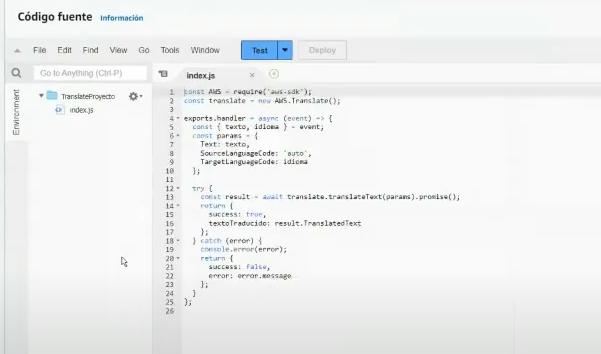 Código fuente Información
File Edit Find View Go Tools Window Test Deploy
Go to Anything (Ctrl-P)
index.js
Environment
TranslateProyecto
index.js
1 const AWS = require('aws-sdk');
2 const translate = new AWS.Translate();
3
4 exports.handler = async (event) => {
5 const { texto, idioma } = event;
6 const params = {
7 Text: texto,
8 SourceLanguageCode: 'auto',
9 TargetLanguageCode: idioma
10 };
11
12 try {
13 const result = await translate.translateText(params).promise();
14 return {
15 success: true,
16 textoTraducido: result.TranslatedText
17 };
18 } catch (error) {
19 console.error(error);
20 return {
21 success: false,
22 error: error.message
23 };
24 }
25 };
26